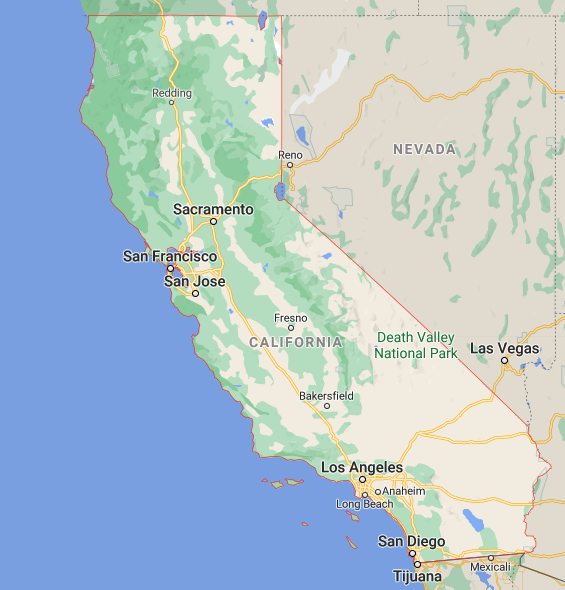 Redding
NEVADA
Reno
Sacramento
San Francisco
San Jose
Fresno
CALIFORNIA
Death Valley
National Park
Las Vegas
Bakersfield
Los Angeles
Anaheim
Long Beach
San Diego
Mexicali
Tijuana